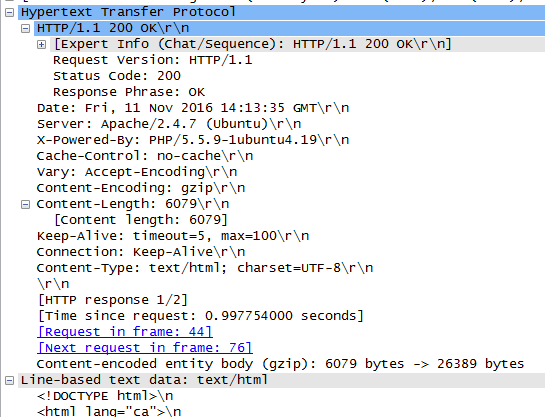 Hypertext Transfer Protocol
HTTP/1.1 200 OK\r\n
[Expert Info (Chat/Sequence): HTTP/1.1 200 OK\r\n]
Request Version: HTTP/1.1
Status Code: 200
Response Phrase: OK
Date: Fri, 11 Nov 2016 14:13:35 GMT\r\n
Server: Apache/2.4.7 (Ubuntu)\r\n
X-Powered-By: PHP/5.5.9-1ubuntu4.19\r\n
Cache-Control: no-cache\r\n
Vary: Accept-Encoding\r\n
Content-Encoding: gzip\r\n
Content-Length: 6079\r\n
[Content length: 6079]
Keep-Alive: timeout=5, max=100\r\n
Connection: Keep-Alive\r\n
Content-Type: text/html; charset=UTF-8\r\n
\r\n
[HTTP response 1/2]
[Time since request: 0.997754000 seconds]
[Request in frame: 44]
[Next request in frame: 76]
Content-encoded entity body (gzip): 6079 bytes -> 26389 bytes
Line-based text data: text/html
<!DOCTYPE html>\n
<html lang="ca">\n